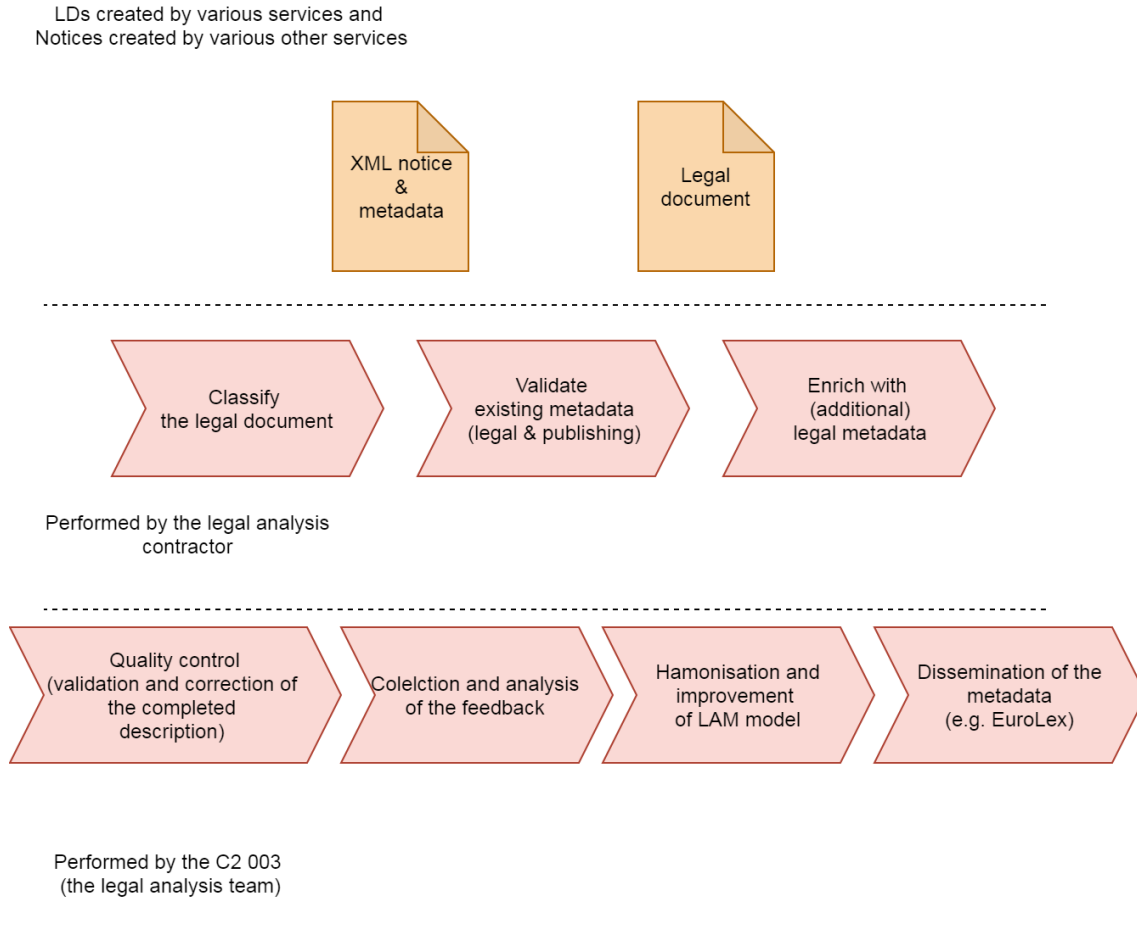 LDs created by various services and
Notices created by various other services
XML notice
&
metadata
Legal
document
Classify
the legal document
Validate
existing metadata
(legal & publishing)
Enrich with
(additional)
legal metadata
Performed by the legal analysis
contractor
Quality control
(validation and correction of
the completed
description)
Colelction and analysis
of the feedback
Hamonisation and
improvement
of LAM model
Dissemination of the
metadata
(e.g. EuroLex)
Performed by the C2 003
(the legal analysis team)